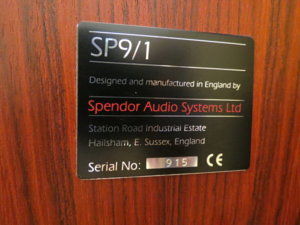 SP9/1
Designed and manufactured in England by
Spendor Audio Systems Ltd
Station Road Industrial Estate
Hailsham, E. Sussex, England
Serial No: 915 CE